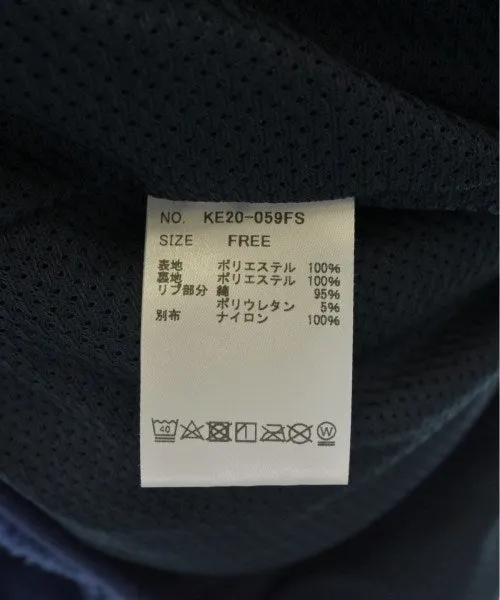 NO. KE20-059FS
SIZE FREE
表地 ポリエステル 100%
裏地 ポリエステル 100%
リブ部分 綿 95%
ポリウレタン 5%
別布 ナイロン 100%
40 W